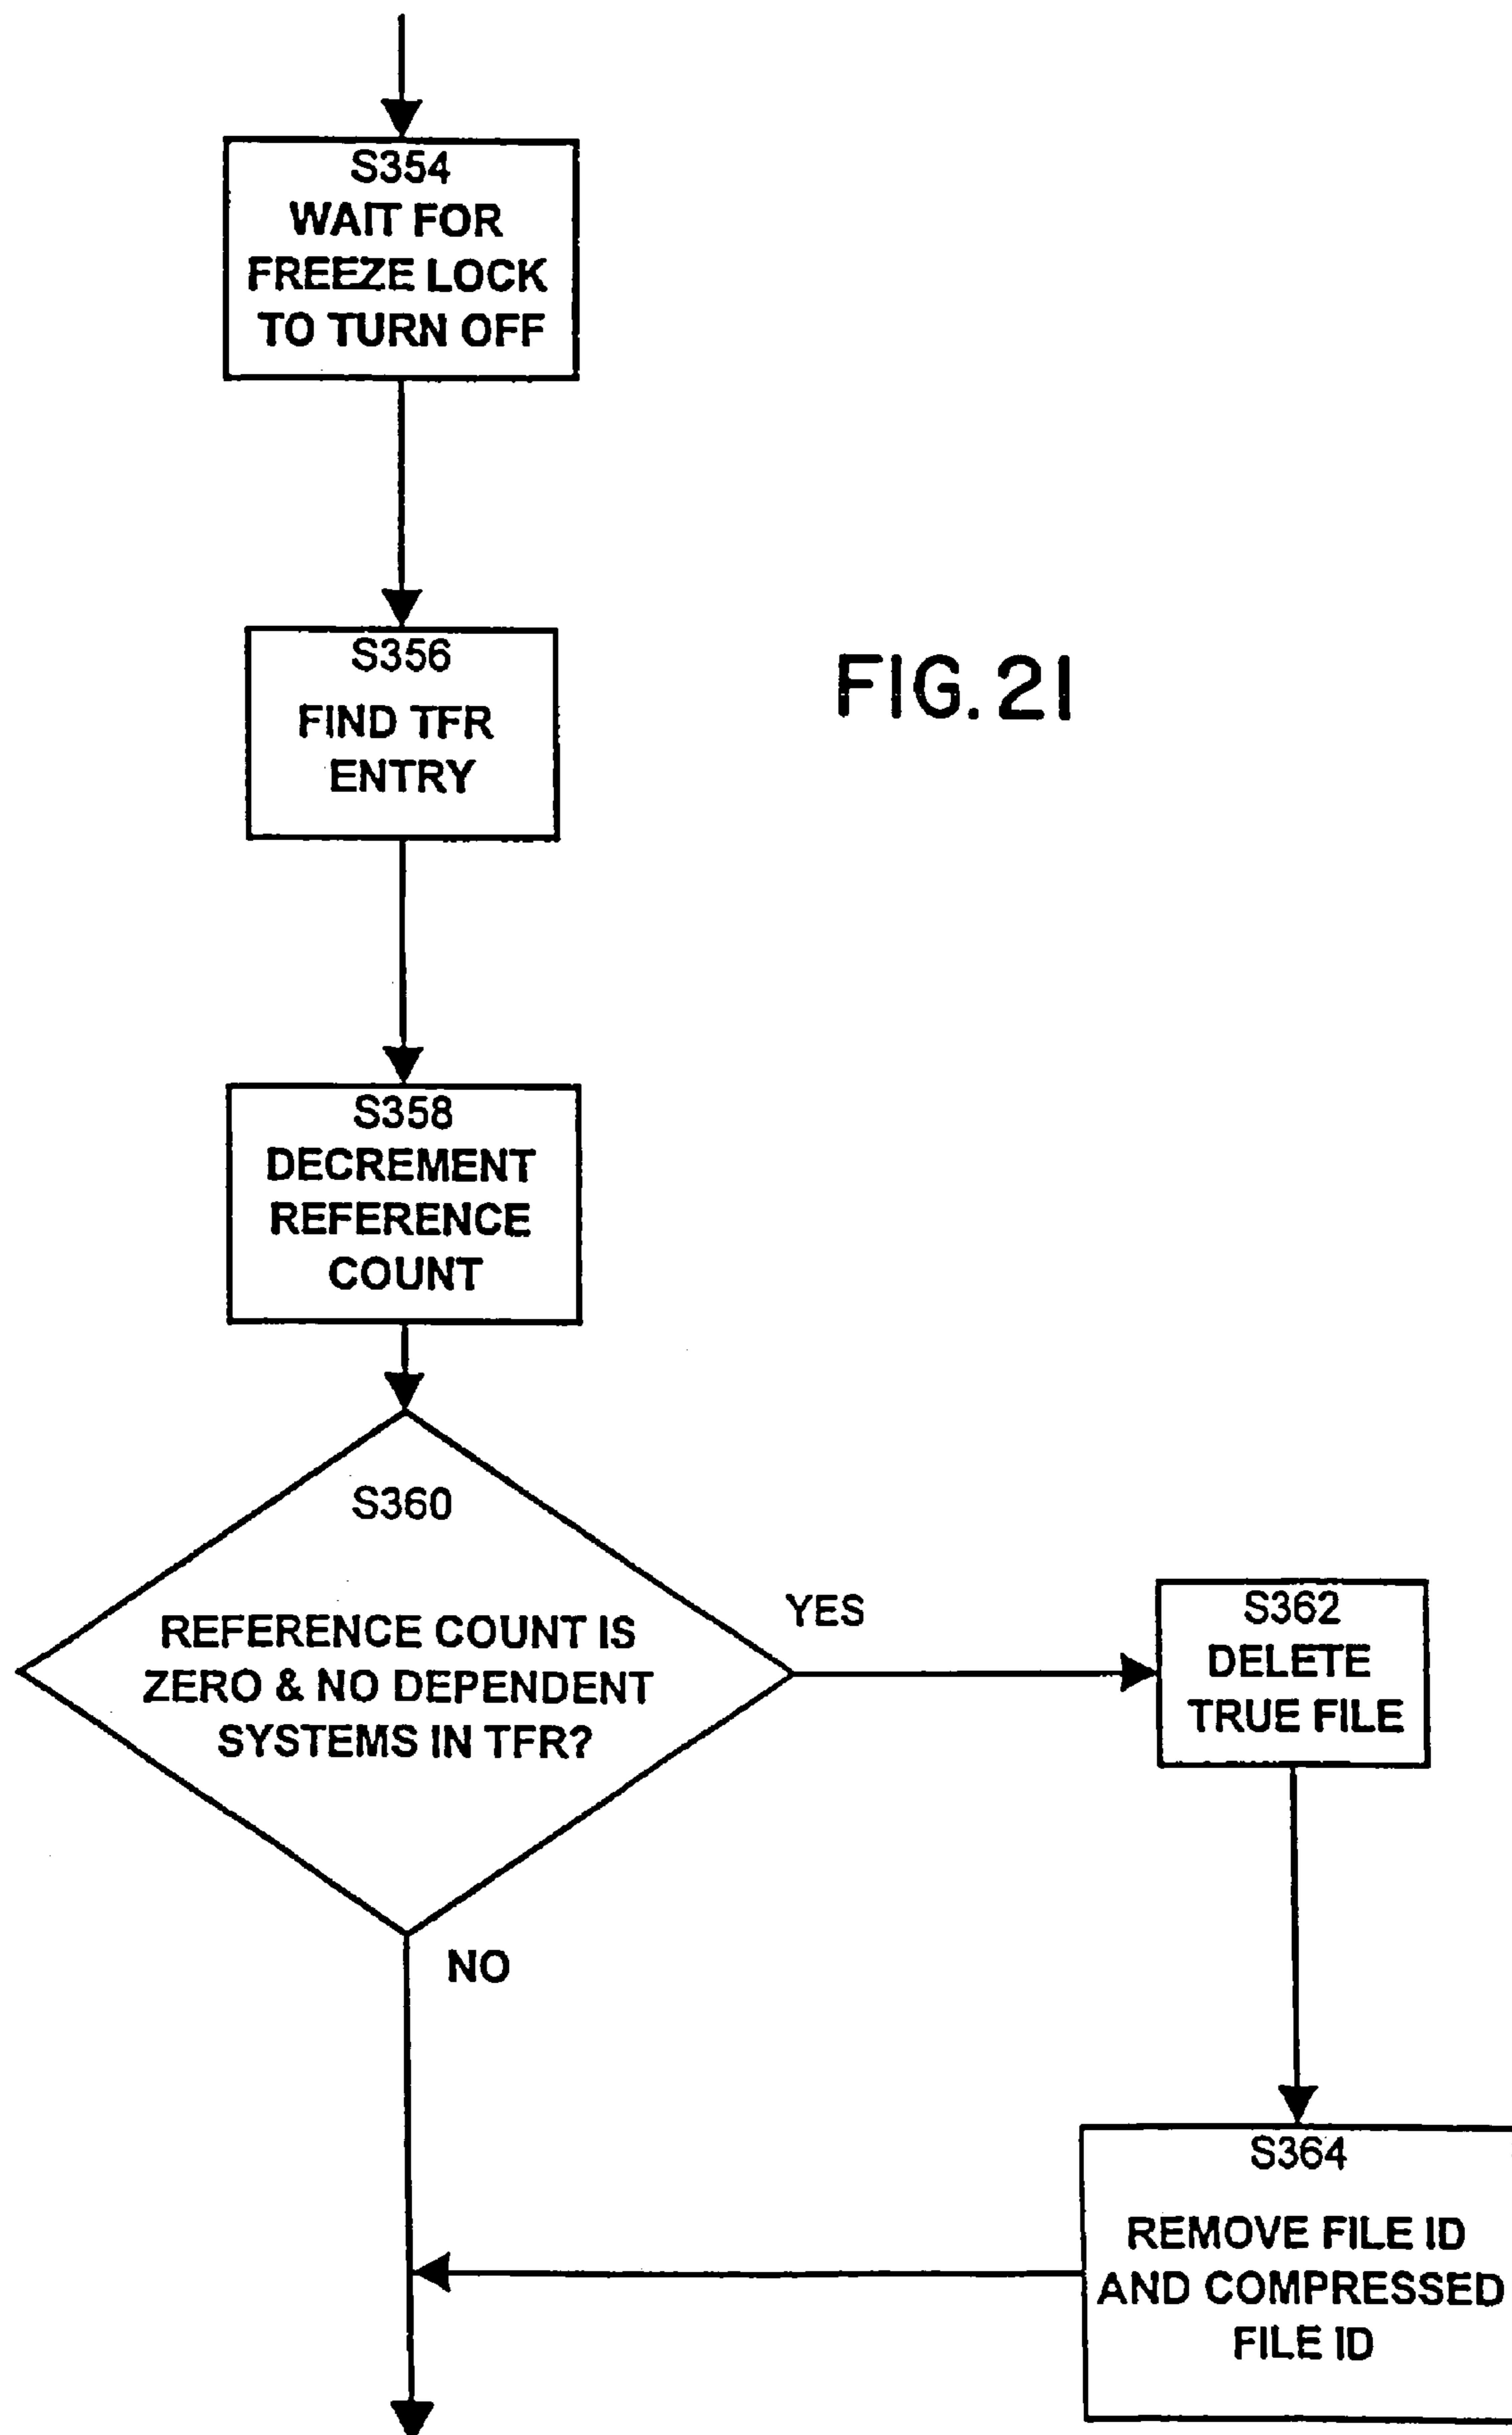 S354
WAIT FOR
FREEZE LOCK
TO TURN OFF
S356
FIND TFR
ENTRY
FIG. 21
S358
DECREMENT
REFERENCE
COUNT
S360
REFERENCE COUNT IS
ZERO & NO DEPENDENT
SYSTEMS IN TFR?
YES
S362
DELETE
TRUE FILE
NO
S364
REMOVE FILE ID
AND COMPRESSED
FILE ID